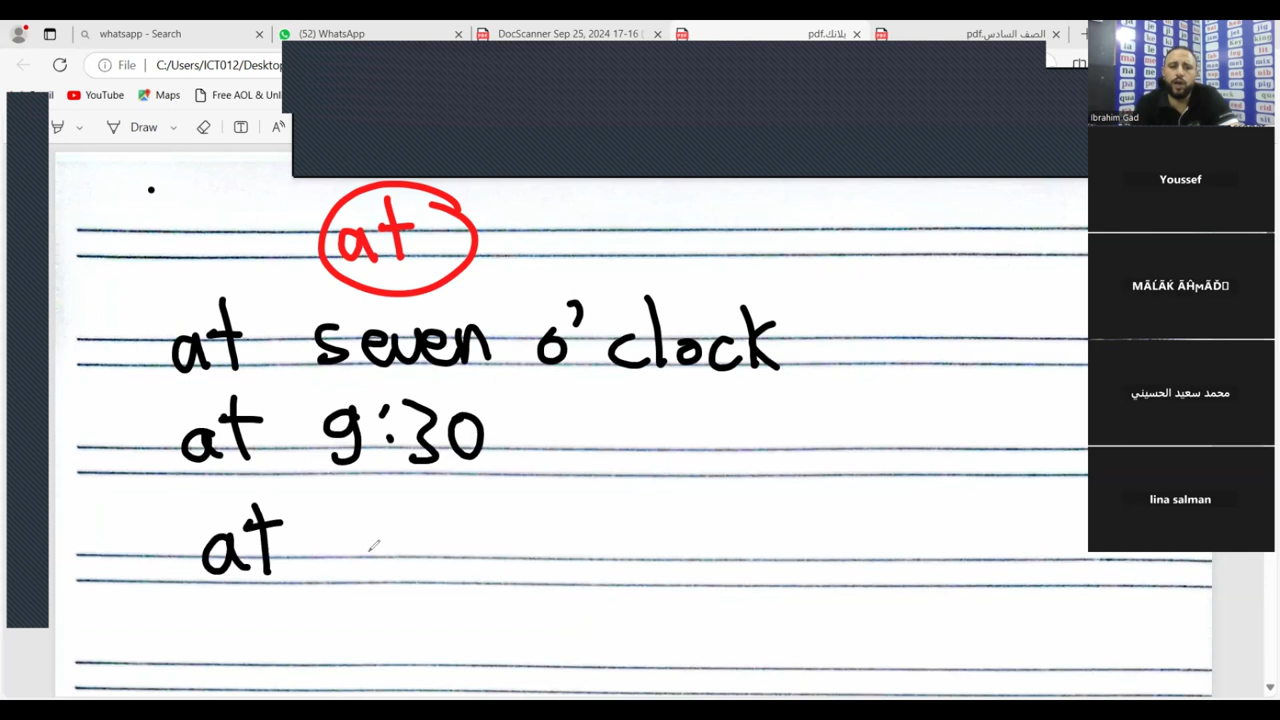 whatsapp - Search
(52) WhatsApp
DocScanner Sep 25, 2024 17-16
بلانك.pdf
الصف السادس.pdf
File
C:/Users/ICT012/Desktop
YouTube
Maps
Free AOL & Unl
Draw
at
at seven o'clock
at 9:30
at
Ibrahim Gad
Youssef
MÃĹÃḰ ÃĤϻÃĎ
محمد سعيد الحسيني
lina salman